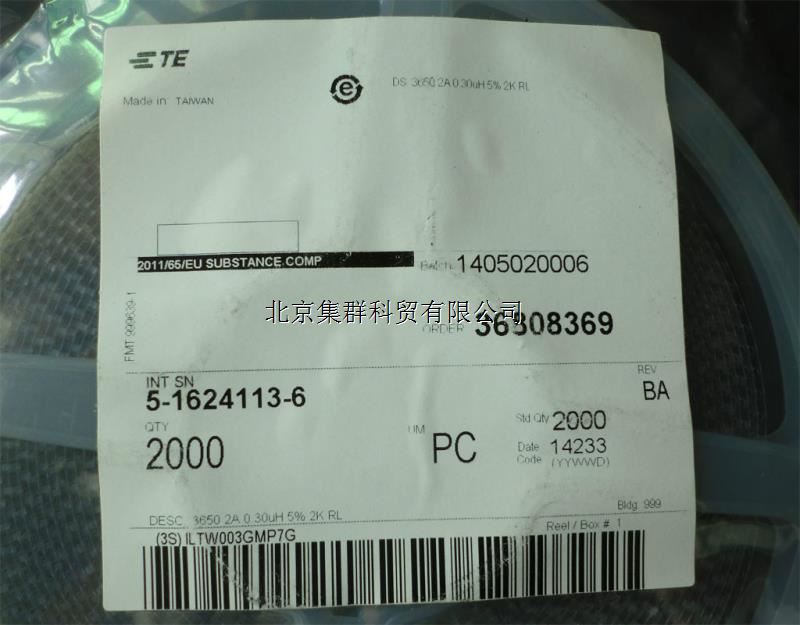 TE
Made in: TAIWAN
e
DS: 3650 2A 0.30uH 5% 2K RL
2011/65/EU SUBSTANCE COMP
Batch: 1405020006
北京集群科贸有限公司
ORDER 36808369
FMT 999639-1
INT SN
5-1624113-6
REV
BA
QTY
2000
UM
PC
Std Qty 2000
Date 14233
Code (YYWWD)
Bldg. 999
DESC 3650 2A 0.30uH 5% 2K RL
Reel / Box # 1
(3S) ILTW003GMP7G